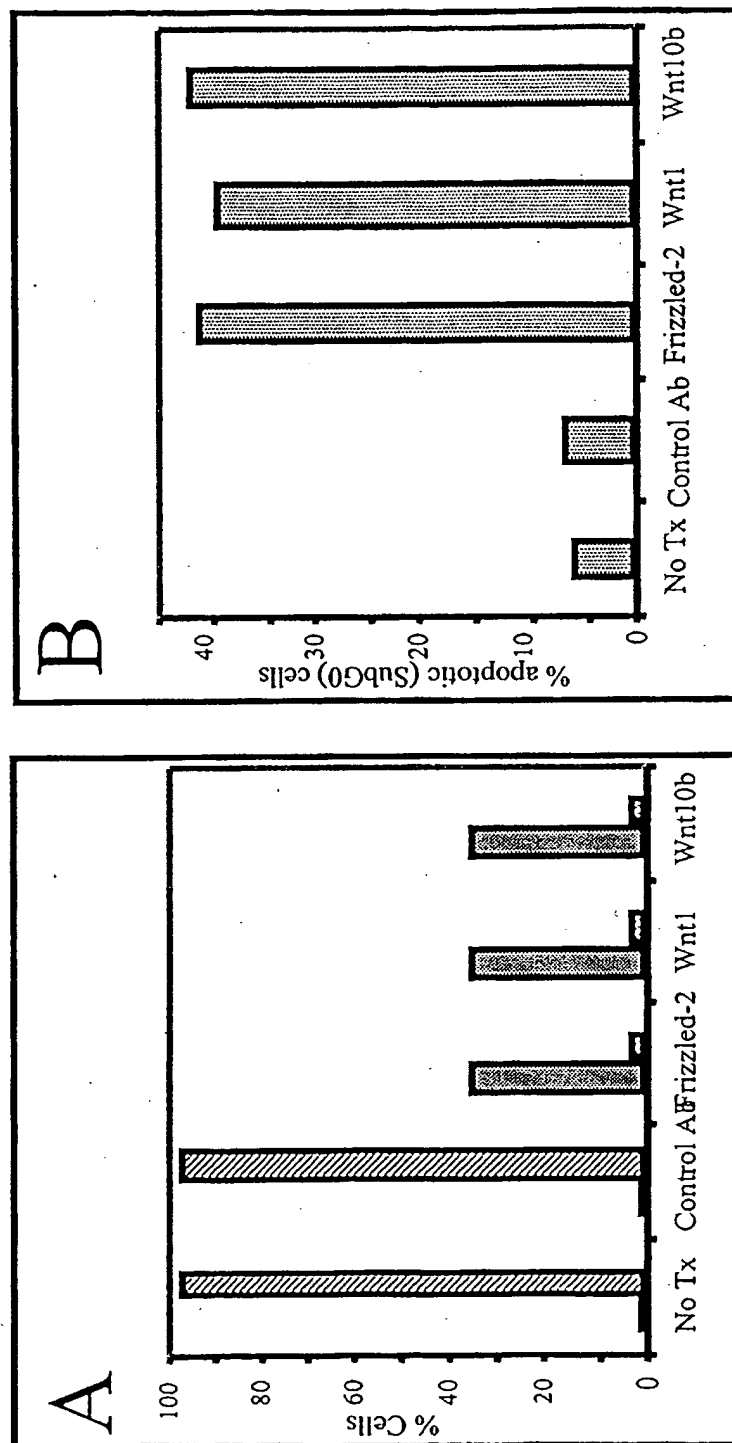 A
% Cells
100
80
60
40
20
0
No Tx
Control Ab
Frizzled-2
Wnt1
Wnt10b
B
% apoptotic (SubG0) cells
40
30
20
10
0
No Tx
Control Ab
Frizzled-2
Wnt1
Wnt10b